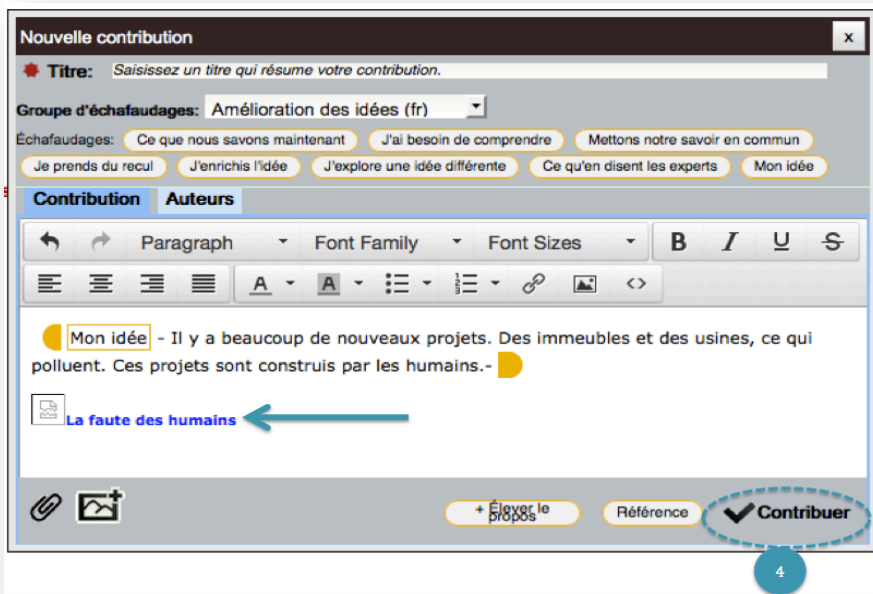 Nouvelle contribution x
Titre: Saisissez un titre qui résume votre contribution.
Groupe d'échafaudages: Amélioration des idées (fr)
Échafaudages: Ce que nous savons maintenant J'ai besoin de comprendre Mettons notre savoir en commun
Je prends du recul J'enrichis l'idée J'explore une idée différente Ce qu'en disent les experts Mon idée
Contribution Auteurs
Paragraph Font Family Font Sizes B I U S
A A
Mon idée - Il y a beaucoup de nouveaux projets. Des immeubles et des usines, ce qui
polluent. Ces projets sont construis par les humains.-
La faute des humains
+ Élever le
propos
Référence Contribuer
4